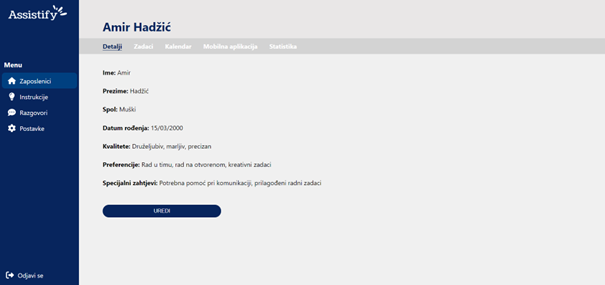 Assistify
Menu
Zaposlenici
Instrukcije
Razgovori
Postavke
Odjavi se
Amir Hadžić
Detalji Zadaci Kalendar Mobilna aplikacija Statistika
Ime: Amir
Prezime: Hadžić
Spol: Muški
Datum rođenja: 15/03/2000
Kvalitete: Druželjubiv, marljiv, precizan
Preferencije: Rad u timu, rad na otvorenom, kreativni zadaci
Specijalni zahtjevi: Potrebna pomoć pri komunikaciji, prilagođeni radni zadaci
UREDI